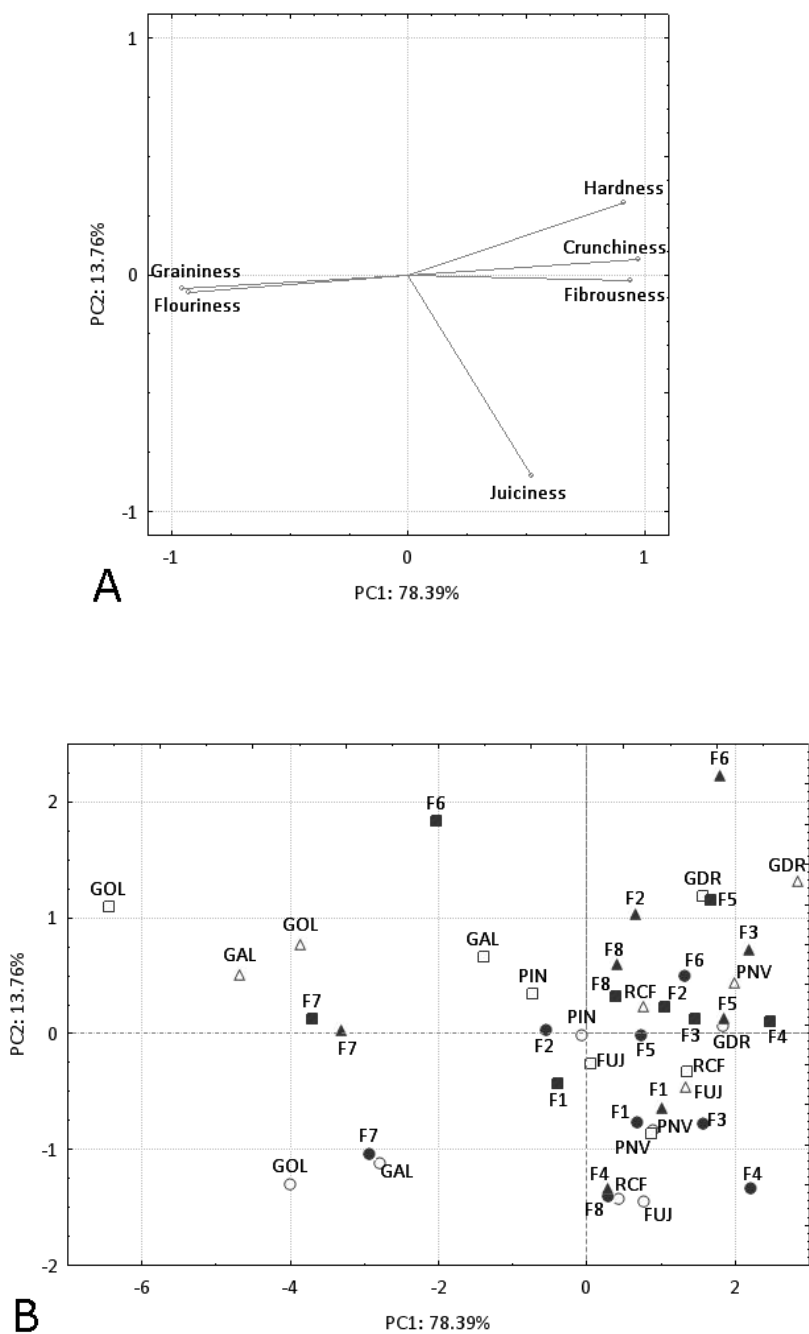 1
Hardness
Crunchiness
Graininess
0
Flouriness
Fibrousness
PC2: 13.76%
Juiciness
-1
-1 0 1
A
PC1: 78.39%
F6
2
F6
GDR
GOL
GDR
F5
F2
1
GOL
F3
GAL
GAL
F8
F6
PNV
PIN
F8
RCF
F2
F7
PIN
F5
0
F7
F2
F5
F3
GDR
F4
PC2: 13.76%
FUJ
RCF
F1
F1
FUJ
F1
PNV
F3
F7
PNV
-1
GOL
GAL
F4
RCF
F4
F8
FUJ
-2
-6 -4 -2 0 2
B
PC1: 78.39%